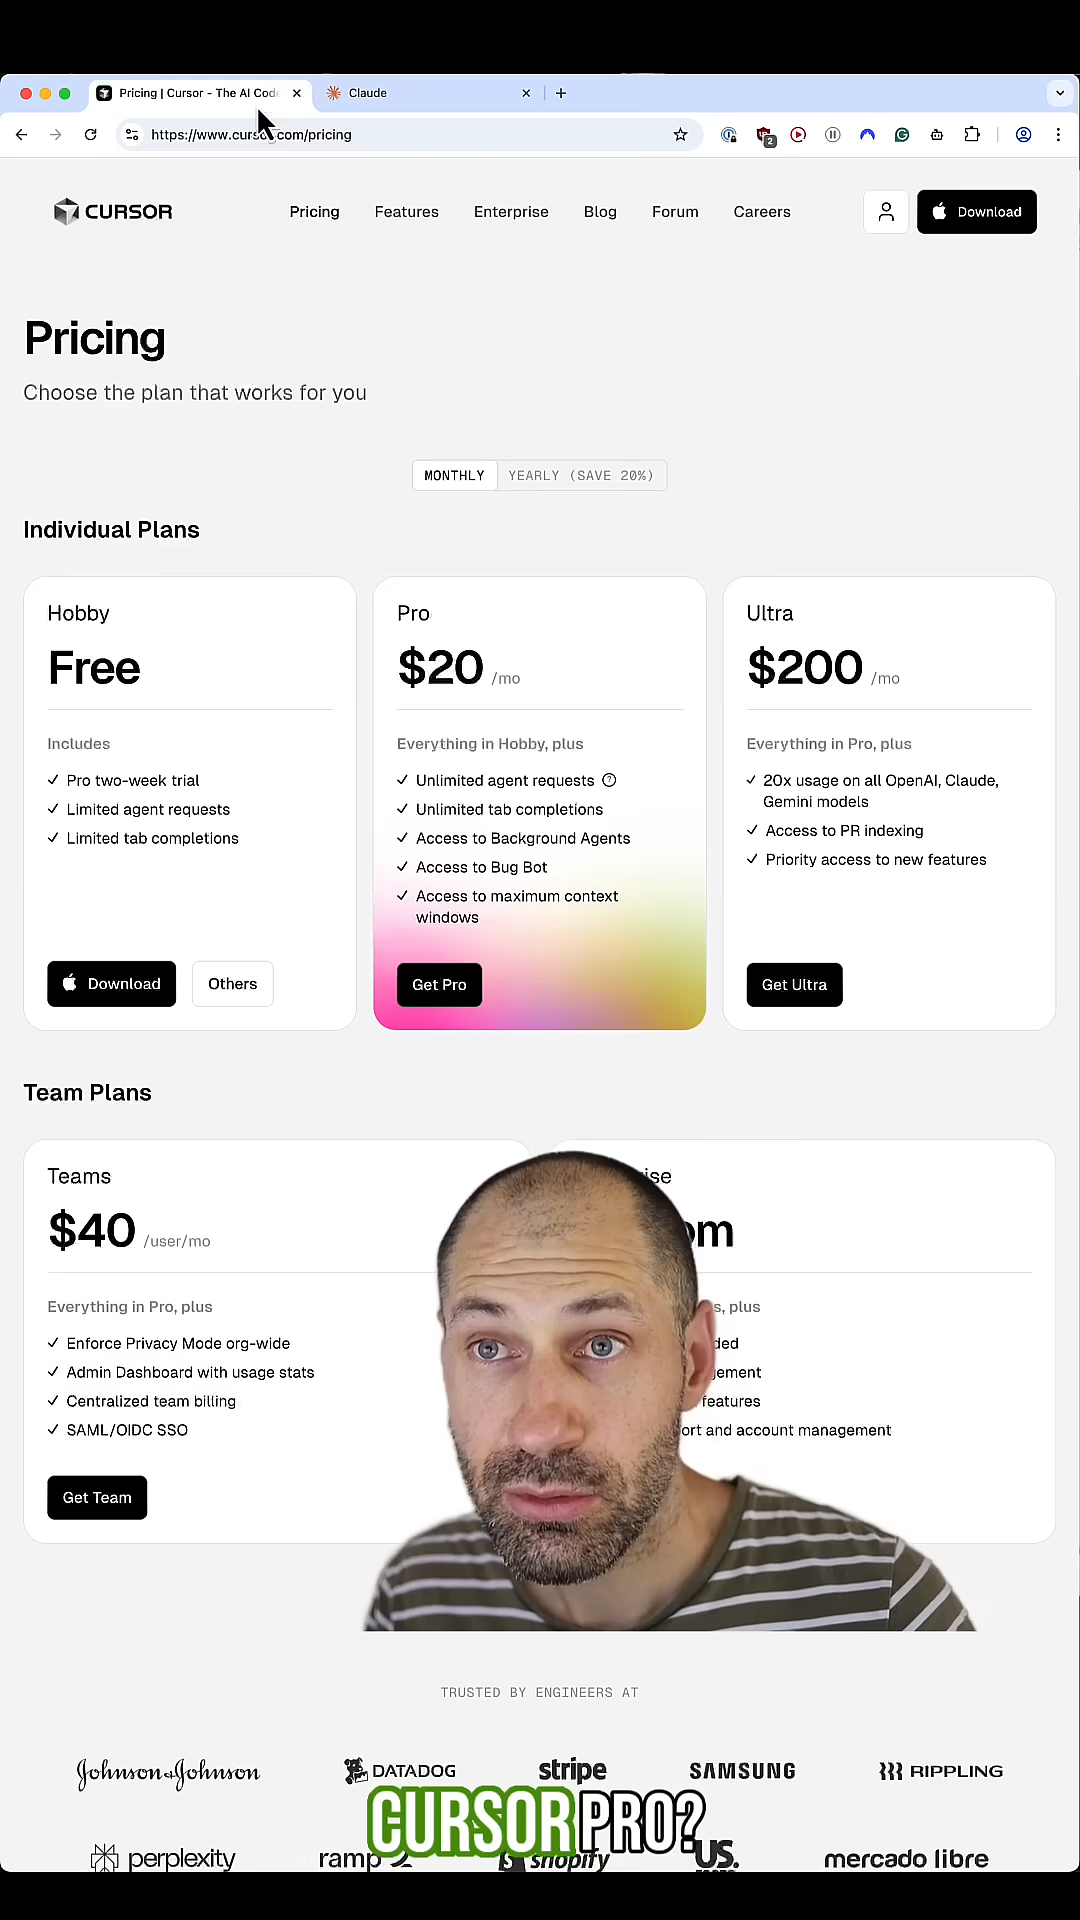 Pricing | Cursor - The AI Cod
Claude
https://www.cursor.com/pricing
2
CURSOR
Pricing
Features
Enterprise
Blog
Forum
Careers
Download
Pricing
Choose the plan that works for you
MONTHLY
YEARLY (SAVE 20%)
Individual Plans
Hobby
Free
Includes
Pro two-week trial
Limited agent requests
Limited tab completions
Download
Others
Pro
$20 /mo
Everything in Hobby, plus
Unlimited agent requests
Unlimited tab completions
Access to Background Agents
Access to Bug Bot
Access to maximum context
windows
Get Pro
Ultra
$200 /mo
Everything in Pro, plus
20x usage on all OpenAI, Claude,
Gemini models
Access to PR indexing
Priority access to new features
Get Ultra
Team Plans
Teams
$40 /user/mo
Everything in Pro, plus
Enforce Privacy Mode org-wide
Admin Dashboard with usage stats
Centralized team billing
SAML/OIDC SSO
Get Team
plus
features
and account management
TRUSTED BY ENGINEERS AT
Johnson&Johnson
DATADOG
stripe
SAMSUNG
RIPPLING
CURSOR PRO?
perplexity
ramp
shopify
US.
mercado libre